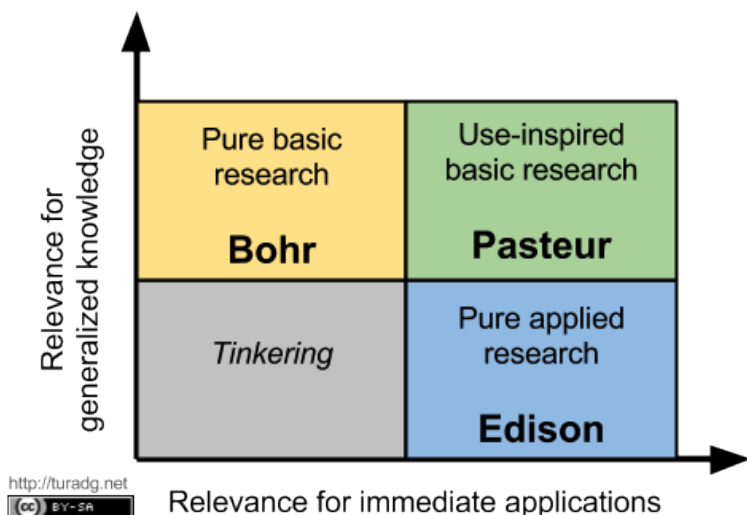 Relevance for
generalized knowledge
Pure basic
research
Bohr
Use-inspired
basic research
Pasteur
Tinkering
Pure applied
research
Edison
http://turadg.net
cc BY-SA
Relevance for immediate applications